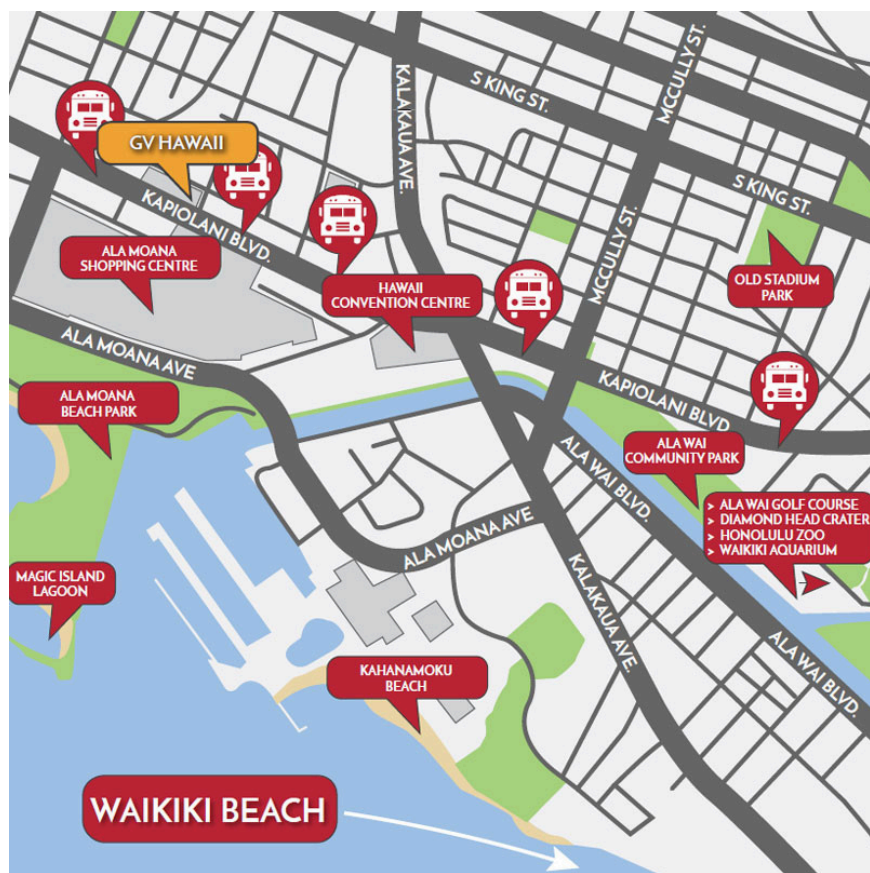 KALAKAUA AVE.
S KING ST.
MCCULLY ST.
GV HAWAII
KAPIOLANI BLVD.
S KING ST.
ALA MOANA
SHOPPING CENTRE
HAWAII
CONVENTION CENTRE
MCCULLY ST.
OLD STADIUM
PARK
ALA MOANA AVE
KAPIOLANI BLVD
ALA MOANA
BEACH PARK
ALA WAI
COMMUNITY PARK
ALA WAI BLVD.
> ALA WAI GOLF COURSE
> DIAMOND HEAD CRATER
> HONOLULU ZOO
> WAIKIKI AQUARIUM
ALA MOANA AVE
MAGIC ISLAND
LAGOON
KALAKAUA AVE.
ALA WAI BLVD.
KAHANAMOKU
BEACH
WAIKIKI BEACH